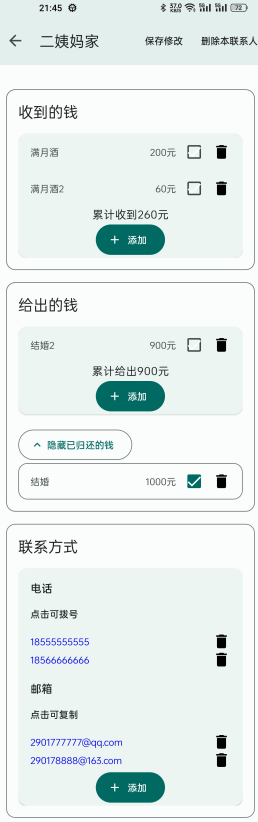 21:45
37.0 KB/S 5G 5G 72
二姨妈家 保存修改 删除本联系人
收到的钱
满月酒 200元
满月酒2 60元
累计收到260元
+ 添加
给出的钱
结婚2 900元
累计给出900元
+ 添加
隐藏已归还的钱
结婚 1000元
联系方式
电话
点击可拨号
18555555555
18566666666
邮箱
点击可复制
2901777777@qq.com
290178888@163.com
+ 添加